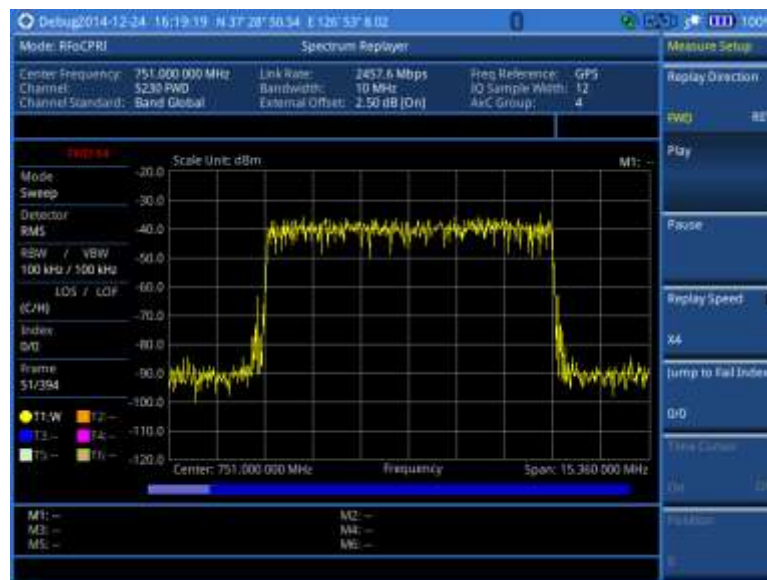 Debug2014-12-24 16:19:19 N 37° 28' 50.54 E 126° 53' 8.02 100%
Mode: RFoCPRI
Spectrum Replayer
Measure Setup
Center Frequency: 751.000 000 MHz
Link Rate: 2457.6 Mbps
Freq Reference: GPS
Channel: 5230 FWD
Bandwidth: 10 MHz
IQ Sample Width: 12
Channel Standard: Band Global
External Offset: 2.50 dB (On)
AxC Group: 4
Replay Direction
FWD
Scale Unit: dBm
M1: --
Mode
Sweep
Detector
RMS
RBW / VBW
100 kHz / 100 kHz
LOS / LOF
(C/H)
Index
0/0
Frame
51/394
T1:W T2:--
T3:-- T4:--
T5:-- T6:--
-20.0
-30.0
-40.0
-50.0
-60.0
-70.0
-80.0
-90.0
-100.0
-110.0
-120.0
Center: 751.000 000 MHz
Frequency
Span: 15.360 000 MHz
Play
Pause
Replay Speed
X4
Jump to Fail Index
0/0
Time Cursor
On
Position
M1: --
M2: --
M3: --
M4: --
M5: --
M6: --